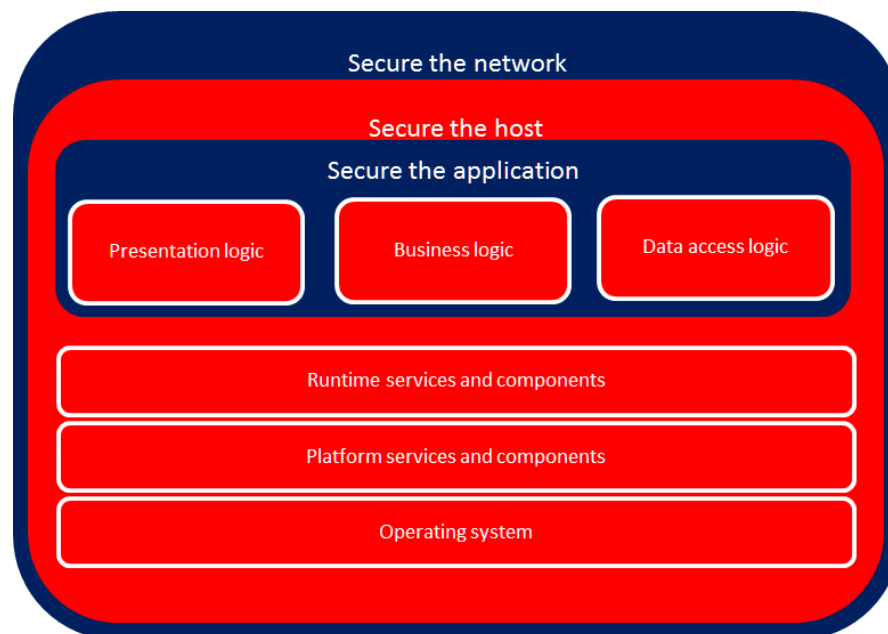 Secure the network
Secure the host
Secure the application
Presentation logic
Business logic
Data access logic
Runtime services and components
Platform services and components
Operating system